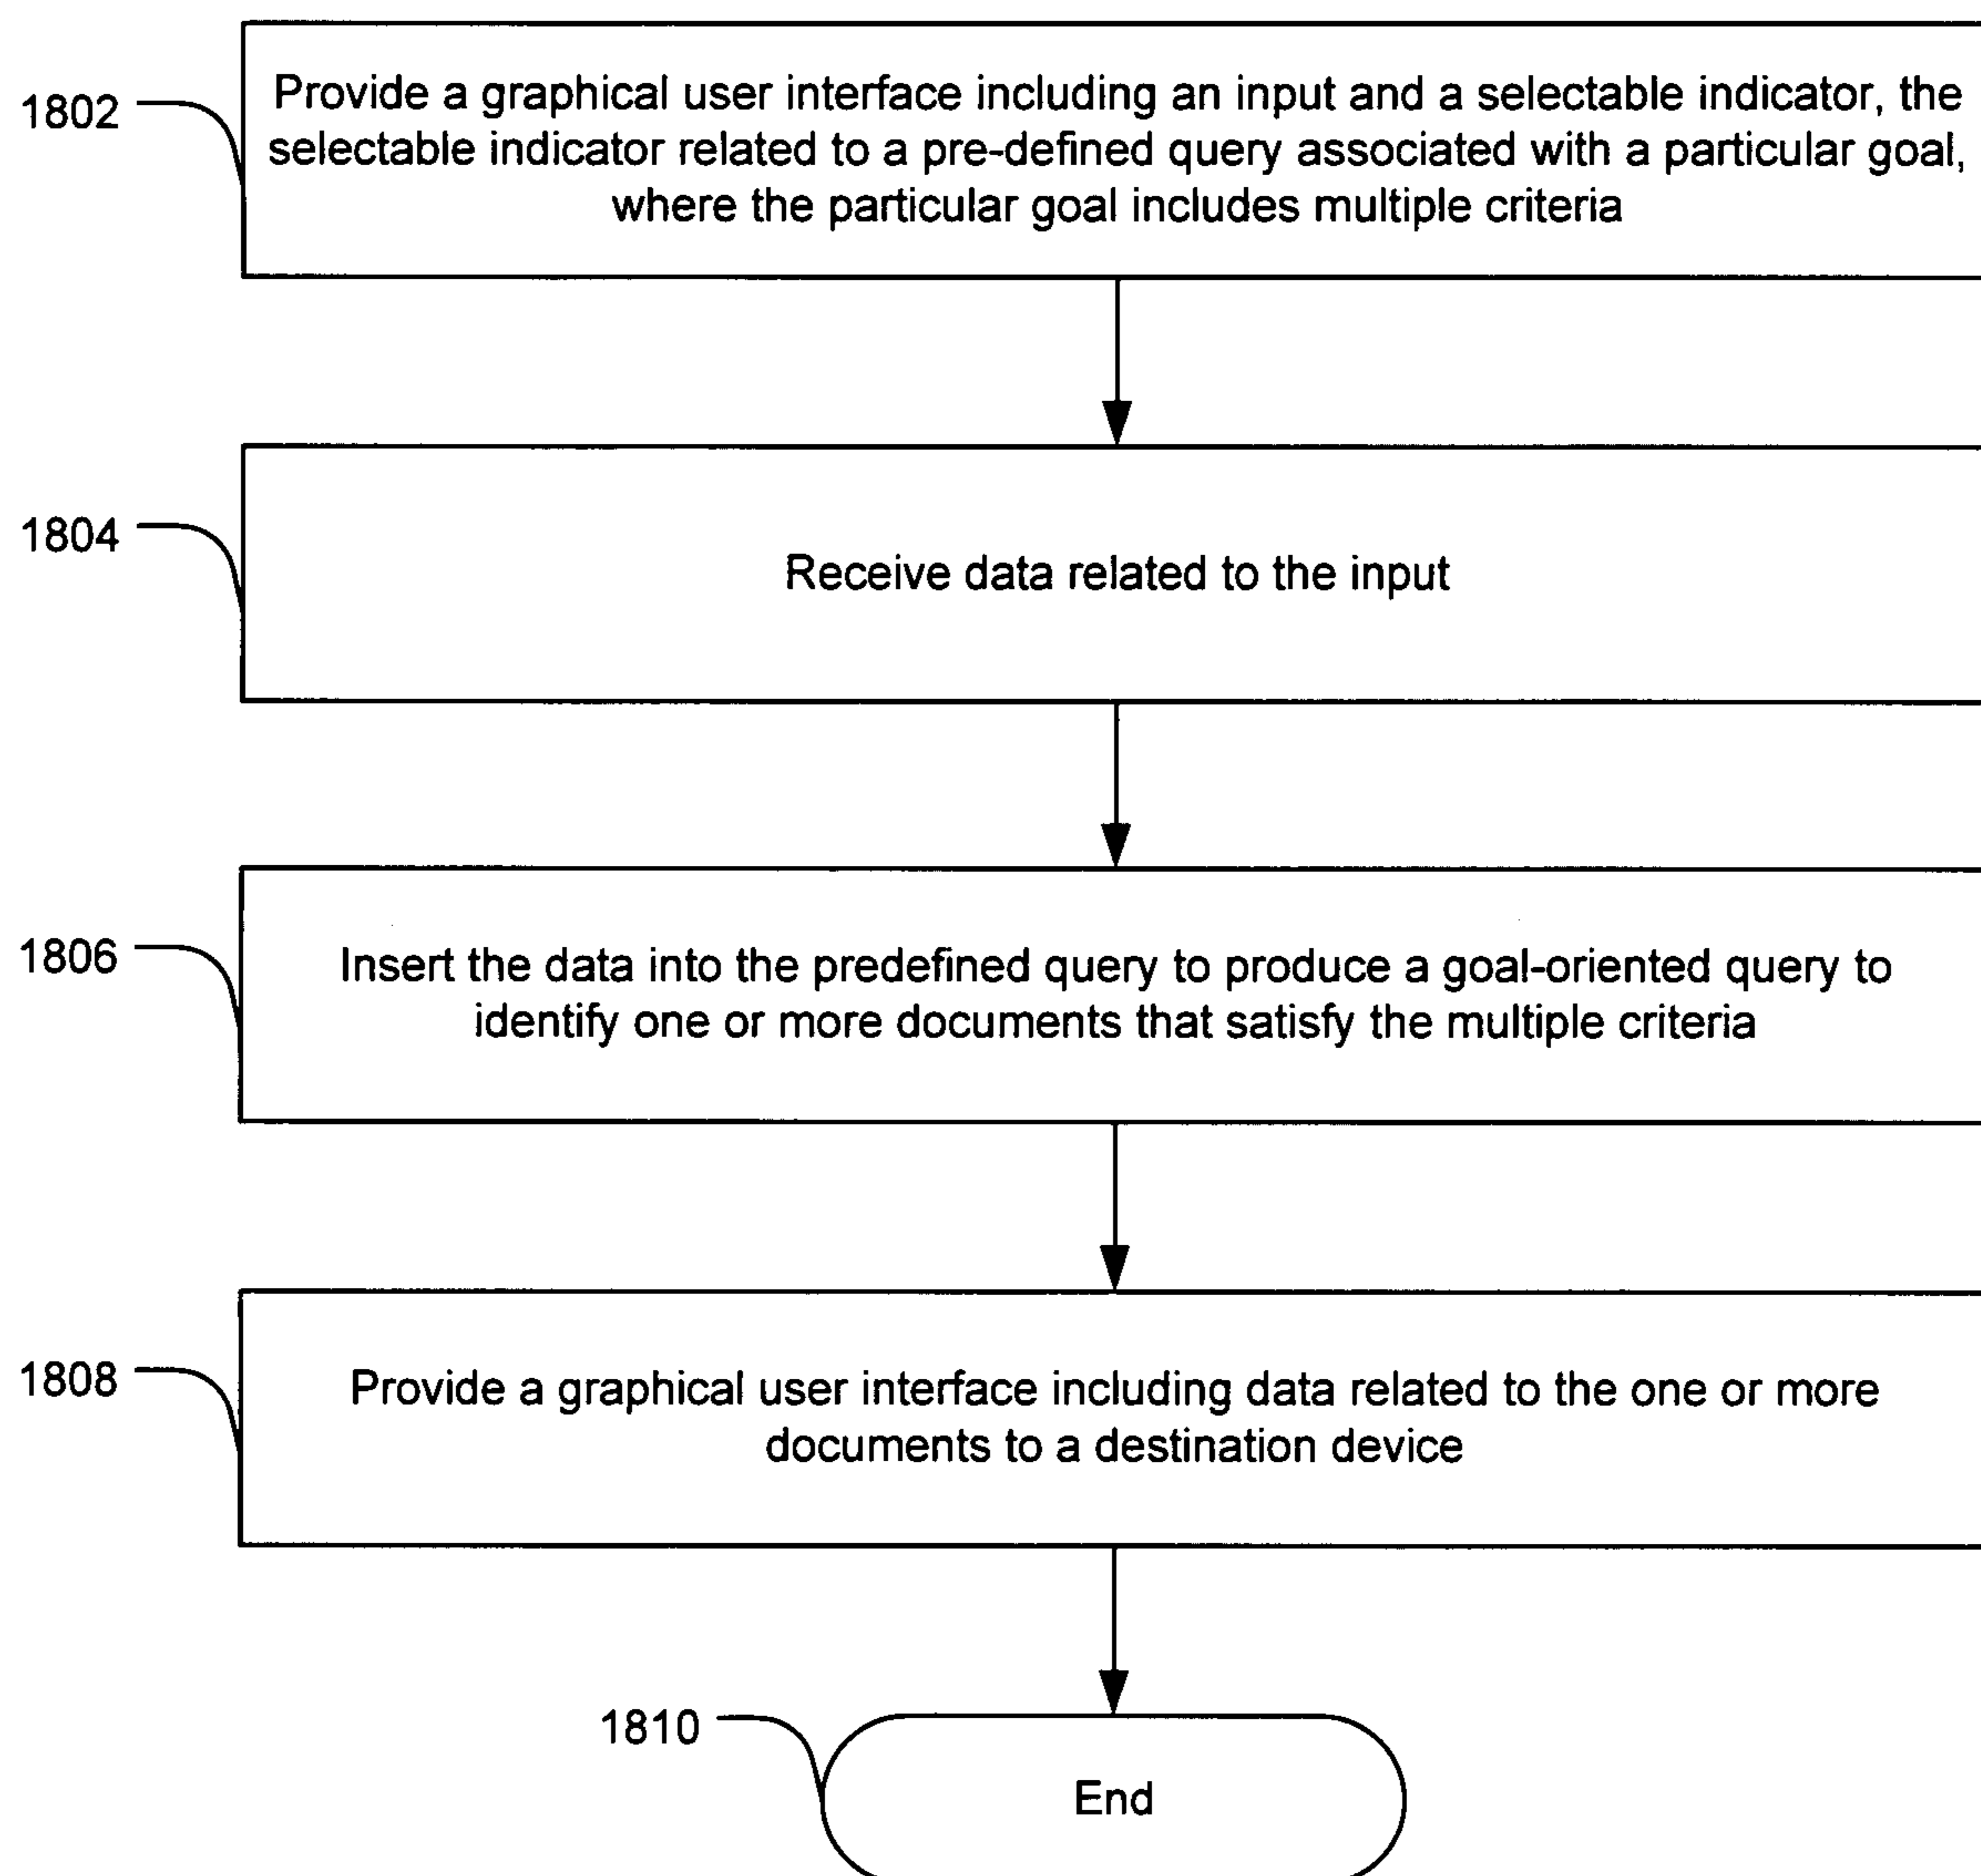 1802
Provide a graphical user interface including an input and a selectable indicator, the
selectable indicator related to a pre-defined query associated with a particular goal,
where the particular goal includes multiple criteria
1804
Receive data related to the input
1806
Insert the data into the predefined query to produce a goal-oriented query to
identify one or more documents that satisfy the multiple criteria
1808
Provide a graphical user interface including data related to the one or more
documents to a destination device
1810
End